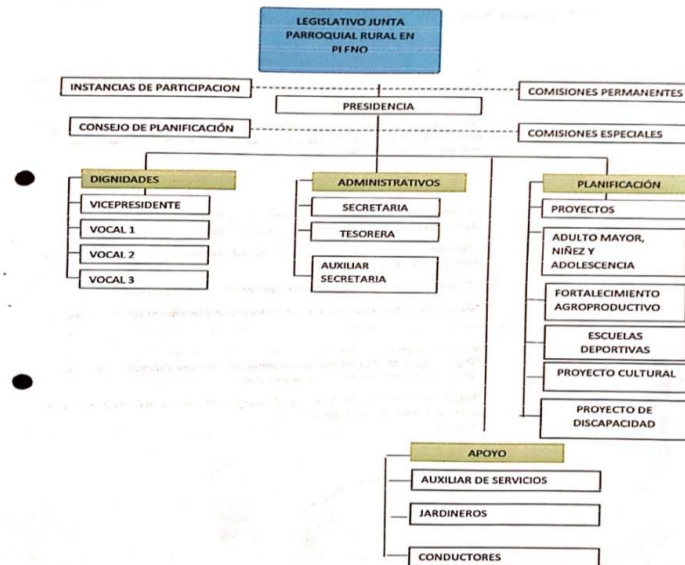 LEGISLATIVO JUNTA
PARROQUIAL RURAL EN
PLENO
INSTANCIAS DE PARTICIPACION
COMISIONES PERMANENTES
PRESIDENCIA
CONSEJO DE PLANIFICACIÓN
COMISIONES ESPECIALES
DIGNIDADES
VICEPRESIDENTE
VOCAL 1
VOCAL 2
VOCAL 3
ADMINISTRATIVOS
SECRETARIA
TESORERA
AUXILIAR
SECRETARIA
PLANIFICACIÓN
PROYECTOS
ADULTO MAYOR,
NIÑEZ Y
ADOLESCENCIA
FORTALECIMIENTO
AGROPRODUCTIVO
ESCUELAS
DEPORTIVAS
PROYECTO CULTURAL
PROYECTO DE
DISCAPACIDAD
APOYO
AUXILIAR DE SERVICIOS
JARDINEROS
CONDUCTORES